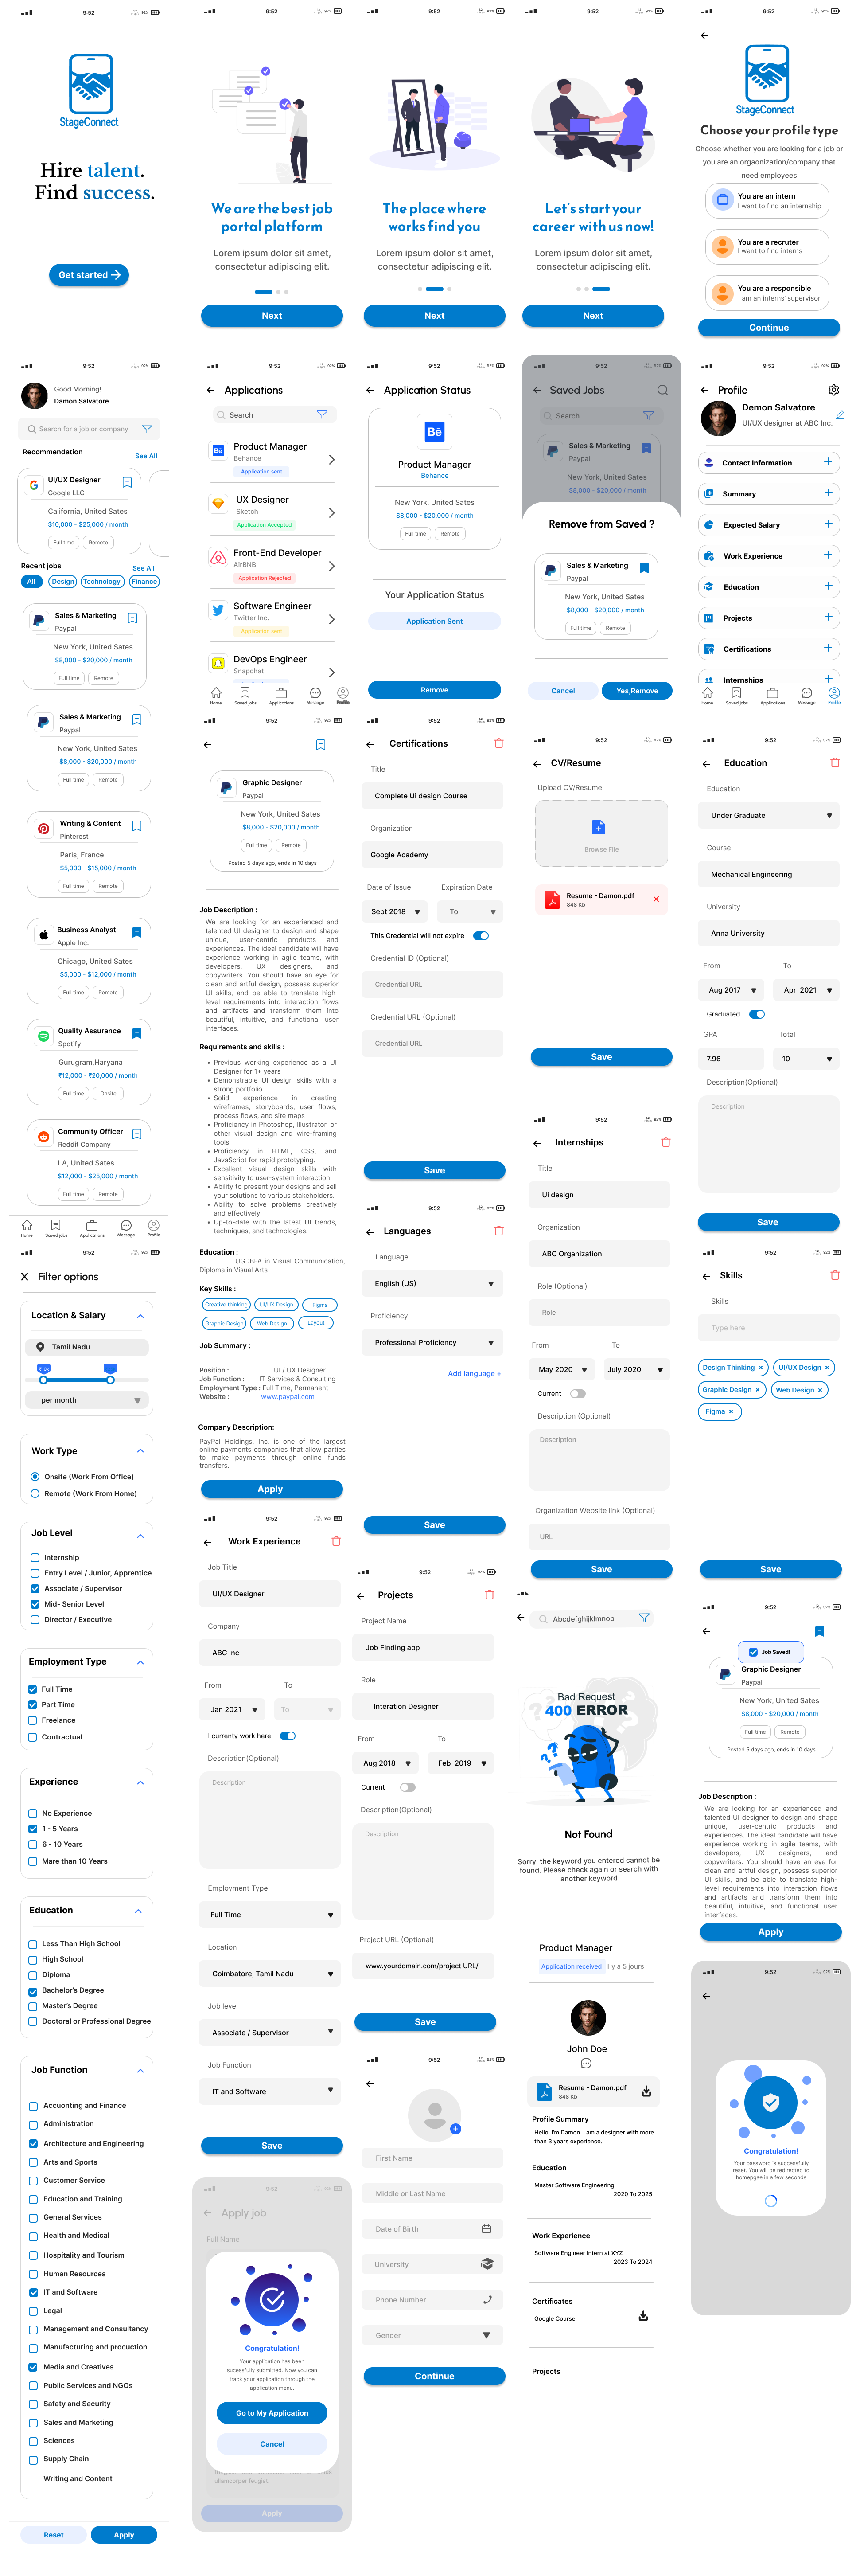 9:52
92%
StageConnect
Hire talent.
Find success.
Get started
9:52
92%
We are the best job
portal platform
Lorem ipsum dolor sit amet,
consectetur adipiscing elit.
Next
9:52
92%
The place where
works find you
Lorem ipsum dolor sit amet,
consectetur adipiscing elit.
Next
9:52
92%
Let's start your
career with us now!
Lorem ipsum dolor sit amet,
consectetur adipiscing elit.
Next
9:52
92%
StageConnect
Choose your profile type
Choose whether you are looking for a job or
you are an orgaonization/company that
need employees
You are an intern
I want to find an internship
You are a recruter
I want to find interns
You are a responsible
I am an interns' supervisor
Continue
9:52
92%
Good Morning!
Damon Salvatore
Search for a job or company
Recommendation
See All
UI/UX Designer
Google LLC
California, United States
$10,000 - $25,000 / month
Full time
Remote
Recent jobs
See All
All
Design
Technology
Finance
Sales & Marketing
Paypal
New York, United Sates
$8,000 - $20,000 / month
Full time
Remote
Sales & Marketing
Paypal
New York, United Sates
$8,000 - $20,000 / month
Full time
Remote
Writing & Content
Pinterest
Paris, France
$5,000 - $15,000 / month
Full time
Remote
Business Analyst
Apple Inc.
Chicago, United Sates
$5,000 - $12,000 / month
Full time
Remote
Quality Assurance
Spotify
Gurugram,Haryana
₹12,000 - ₹20,000 / month
Full time
Onsite
Community Officer
Reddit Company
LA, United Sates
$12,000 - $25,000 / month
Full time
Remote
Home
Saved jobs
Applications
Message
Profile
9:52
92%
Applications
Search
Product Manager
Behance
Application sent
UX Designer
Sketch
Application Accepted
Front-End Developer
AirBNB
Application Rejected
Software Engineer
Twitter Inc.
Application sent
DevOps Engineer
Snapchat
Home
Saved jobs
Applications
Message
Profile
9:52
92%
Application Status
Bē
Product Manager
Behance
New York, United Sates
$8,000 - $20,000 / month
Full time
Remote
Your Application Status
Application Sent
Remove
9:52
92%
Saved Jobs
Search
Sales & Marketing
Paypal
New York, United Sates
$8,000 - $20,000 / month
Remove from Saved ?
Sales & Marketing
Paypal
New York, United Sates
$8,000 - $20,000 / month
Full time
Remote
Cancel
Yes,Remove
9:52
92%
Profile
Demon Salvatore
UI/UX designer at ABC Inc.
Contact Information
Summary
Expected Salary
Work Experience
Education
Projects
Certifications
Internships
Home
Saved jobs
Applications
Message
Profile
9:52
92%
Graphic Designer
Paypal
New York, United Sates
$8,000 - $20,000 / month
Full time
Remote
Posted 5 days ago, ends in 10 days
Job Description :
We are looking for an experienced and
talented UI designer to design and shape
unique, user-centric products and
experiences. The ideal candidate will have
experience working in agile teams, with
developers, UX designers, and
copywriters. You should have an eye for
clean and artful design, possess superior
UI skills, and be able to translate high-
level requirements into interaction flows
and artifacts and transform them into
beautiful, intuitive, and functional user
interfaces.
Requirements and skills :
• Previous working experience as a UI
Designer for 1+ years
• Demonstrable UI design skills with a
strong portfolio
• Solid experience in creating
wireframes, storyboards, user flows,
process flows, and site maps
• Proficiency in Photoshop, Illustrator, or
other visual design and wire-framing
tools
• Proficiency in HTML, CSS, and
JavaScript for rapid prototyping.
• Excellent visual design skills with
sensitivity to user-system interaction
• Ability to present your designs and sell
your solutions to various stakeholders.
• Ability to solve problems creatively
and effectively
• Up-to-date with the latest UI trends,
techniques, and technologies.
Education :
UG :BFA in Visual Communication,
Diploma in Visual Arts
Key Skills :
Creative thinking
UI/UX Design
Figma
Graphic Design
Web Design
Layout
Job Summary :
Position : UI / UX Designer
Job Function : IT Services & Consulting
Employment Type : Full Time, Permanent
Website : www.paypal.com
Company Description:
PayPal Holdings, Inc. is one of the largest
online payments companies that allow parties
to make payments through online funds
transfers.
Apply
9:52
92%
Certifications
Title
Complete Ui design Course
Organization
Google Academy
Date of Issue
Expiration Date
Sept 2018
To
This Credential will not expire
Credential ID (Optional)
Credential URL
Credential URL (Optional)
Credential URL
Save
9:52
92%
CV/Resume
Upload CV/Resume
Browse File
Resume - Damon.pdf
848 Kb
Save
9:52
92%
Education
Education
Under Graduate
Course
Mechanical Engineering
University
Anna University
From
To
Aug 2017
Apr 2021
Graduated
GPA
Total
7.96
10
Description(Optional)
Description
Save
9:52
92%
Languages
Language
English (US)
Proficiency
Professional Proficiency
Add language +
Save
9:52
92%
Internships
Title
Ui design
Organization
ABC Organization
Role (Optional)
Role
From
To
May 2020
July 2020
Current
Description (Optional)
Description
Organization Website link (Optional)
URL
Save
9:52
92%
Skills
Skills
Type here
Design Thinking
UI/UX Design
Graphic Design
Web Design
Figma
Save
9:52
92%
Filter options
Location & Salary
Tamil Nadu
per month
Work Type
Onsite (Work From Office)
Remote (Work From Home)
Job Level
Internship
Entry Level / Junior, Apprentice
Associate / Supervisor
Mid- Senior Level
Director / Executive
Employment Type
Full Time
Part Time
Freelance
Contractual
Experience
No Experience
1 - 5 Years
6 - 10 Years
More than 10 Years
Education
Less Than High School
High School
Diploma
Bachelor's Degree
Master's Degree
Doctoral or Professional Degree
Job Function
Accuonting and Finance
Administration
Architecture and Engineering
Arts and Sports
Customer Service
Education and Training
General Services
Health and Medical
Hospitality and Tourism
Human Resources
IT and Software
Legal
Management and Consultancy
Manufacturing and procuction
Media and Creatives
Public Services and NGOs
Safety and Security
Sales and Marketing
Sciences
Supply Chain
Writing and Content
Reset
Apply
9:52
92%
Work Experience
Job Title
UI/UX Designer
Company
ABC Inc
From
To
Jan 2021
To
I currenty work here
Description(Optional)
Description
Employment Type
Full Time
Location
Coimbatore, Tamil Nadu
Job level
Associate / Supervisor
Job Function
IT and Software
Save
9:52
92%
Projects
Project Name
Job Finding app
Role
Interation Designer
From
To
Aug 2018
Feb 2019
Current
Description(Optional)
Description
Project URL (Optional)
www.yourdomain.com/project URL/
Save
Abcdefghijklmnop
Bad Request
400 ERROR
Not Found
Sorry, the keyword you entered cannot be
found. Please check again or search with
another keyword
9:52
92%
Job Saved!
Graphic Designer
Paypal
New York, United Sates
$8,000 - $20,000 / month
Full time
Remote
Posted 5 days ago, ends in 10 days
Job Description :
We are looking for an experienced and
talented UI designer to design and shape
unique, user-centric products and
experiences. The ideal candidate will have
experience working in agile teams, with
developers, UX designers, and
copywriters. You should have an eye for
clean and artful design, possess superior
UI skills, and be able to translate high-
level requirements into interaction flows
and artifacts and transform them into
beautiful, intuitive, and functional user
interfaces.
Apply
9:52
92%
Apply job
Full Name
Congratulation!
Your application has been
sucessfully submitted. Now you can
track your application through the
application menu.
Go to My Application
Cancel
ullamcorper feugiat.
Apply
9:52
92%
First Name
Middle or Last Name
Date of Birth
University
Phone Number
Gender
Continue
Product Manager
Application received
Il y a 5 jours
John Doe
Resume - Damon.pdf
848 Kb
Profile Summary
Hello, I'm Damon. I am a designer with more
than 3 years experience.
Education
Master Software Engineering
2020 To 2025
Work Experience
Software Engineer Intern at XYZ
2023 To 2024
Certificates
Google Course
Projects
9:52
92%
Congratulation!
Your password is successfully
reset. You will be redirected to
homepgae in a few seconds